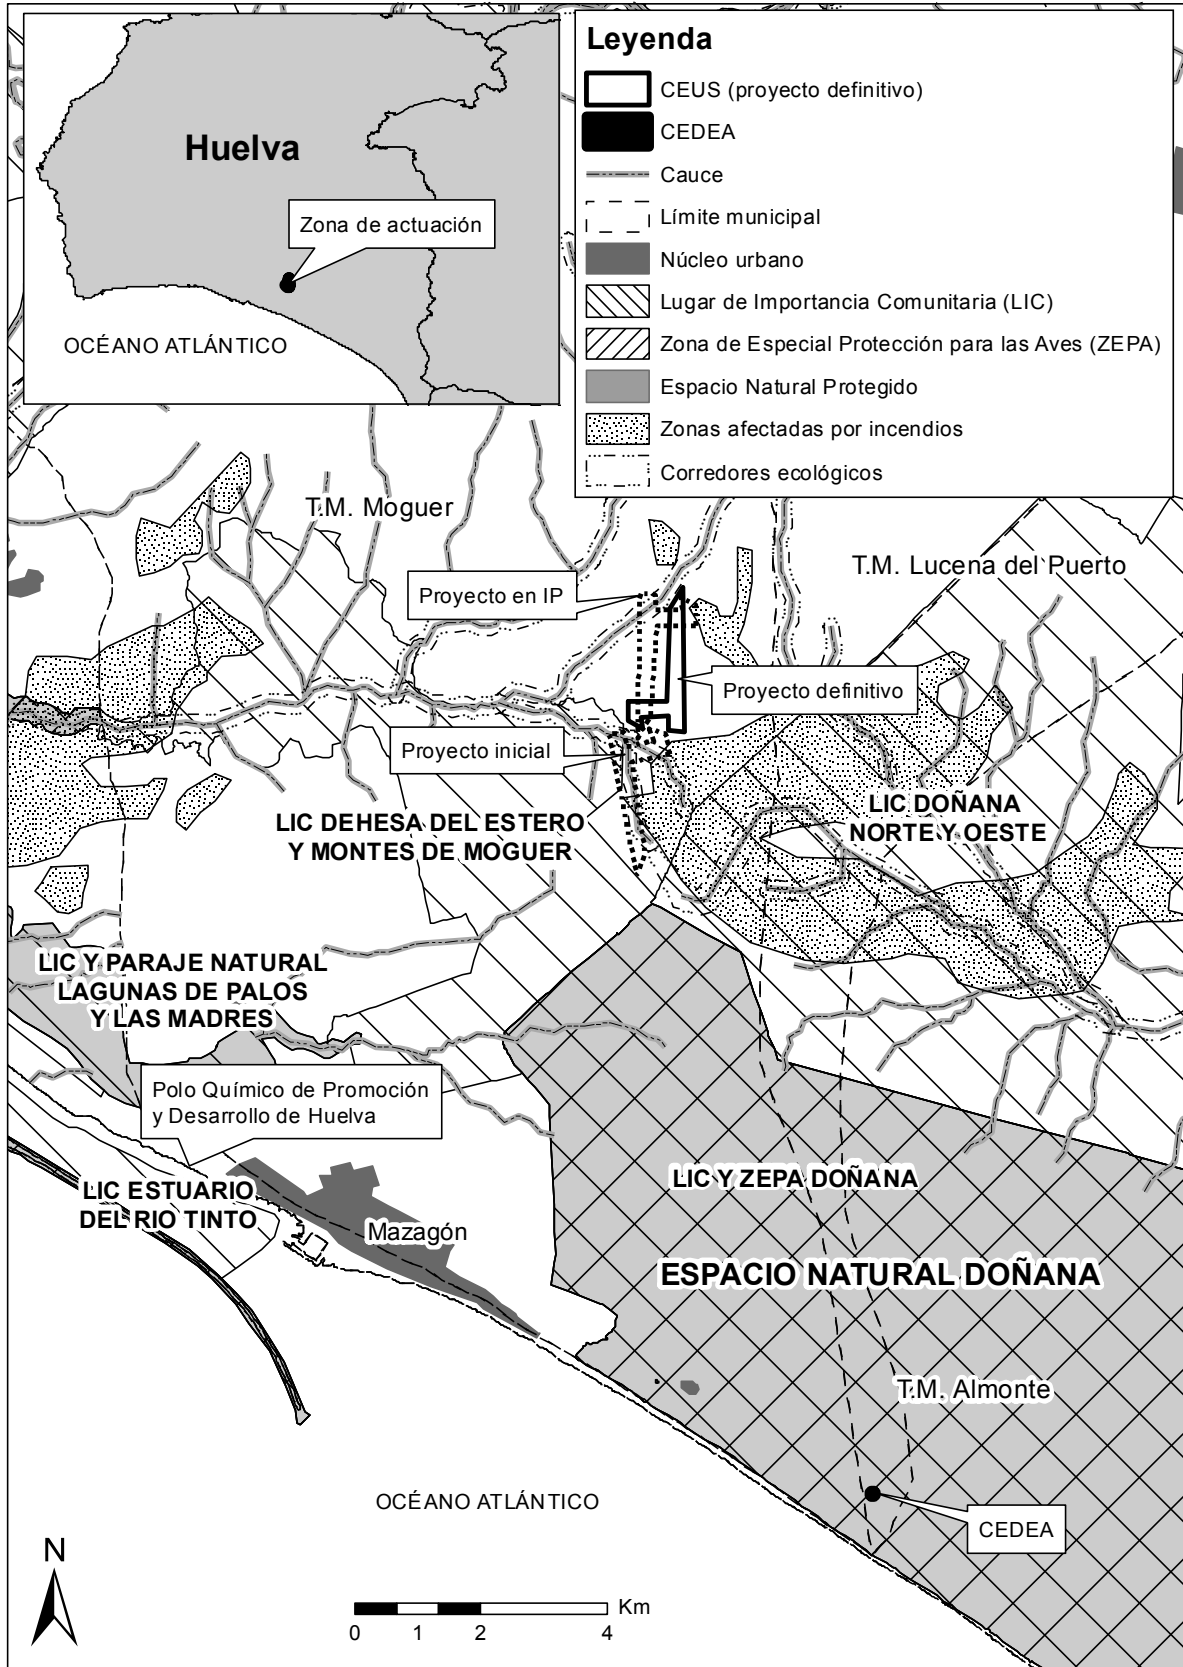 Huelva
Zona de actuación
OCÉANO ATLÁNTICO
Leyenda
CEUS (proyecto definitivo)
CEDEA
Cauce
Límite municipal
Núcleo urbano
Lugar de Importancia Comunitaria (LIC)
Zona de Especial Protección para las Aves (ZEPA)
Espacio Natural Protegido
Zonas afectadas por incendios
Corredores ecológicos
T.M. Moguer
T.M. Lucena del Puerto
Proyecto en IP
Proyecto definitivo
Proyecto inicial
LIC DEHESA DEL ESTERO
Y MONTES DE MOGUER
LIC DOÑANA
NORTE Y OESTE
LIC Y PARAJE NATURAL
LAGUNAS DE PALOS
Y LAS MADRES
Polo Químico de Promoción
y Desarrollo de Huelva
LIC ESTUARIO
DEL RIO TINTO
Mazagón
LIC Y ZEPA DOÑANA
ESPACIO NATURAL DOÑANA
T.M. Almonte
OCÉANO ATLÁNTICO
CEDEA
N
Km
0 1 2 4